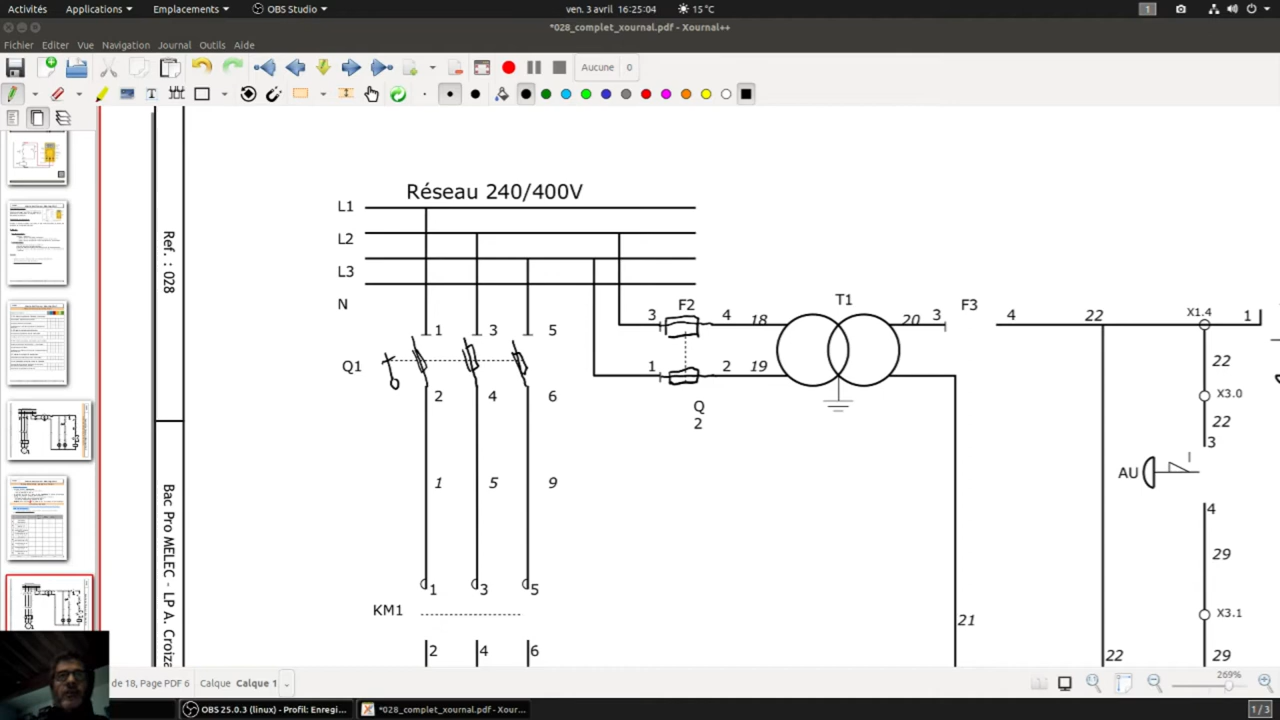 Activités Applications Emplacements OBS Studio ven. 3 avril 16:25:04 15 °C 1
*028_complet_xournal.pdf - Xournal++
Fichier Editer Vue Navigation Journal Outils Aide
Aucune 0
Réseau 240/400V
L1
L2
L3
N
Ref. : 028
Bac Pro MELEC - LP A. Croiza
1 3 5
Q1
2 4 6
1 5 9
1 3 5
KM1
2 4 6
F2
3 4 18
1 2 19
Q
2
T1
20 3 F3
4 22 X1.4 1
22
X3.0
22
3
AU
4
29
X3.1
21
22 29
de 18, Page PDF 6 Calque Calque 1 269%
OBS 25.0.3 (linux) - Profil: Enregi... *028_complet_xournal.pdf - Xour... 1 / 3